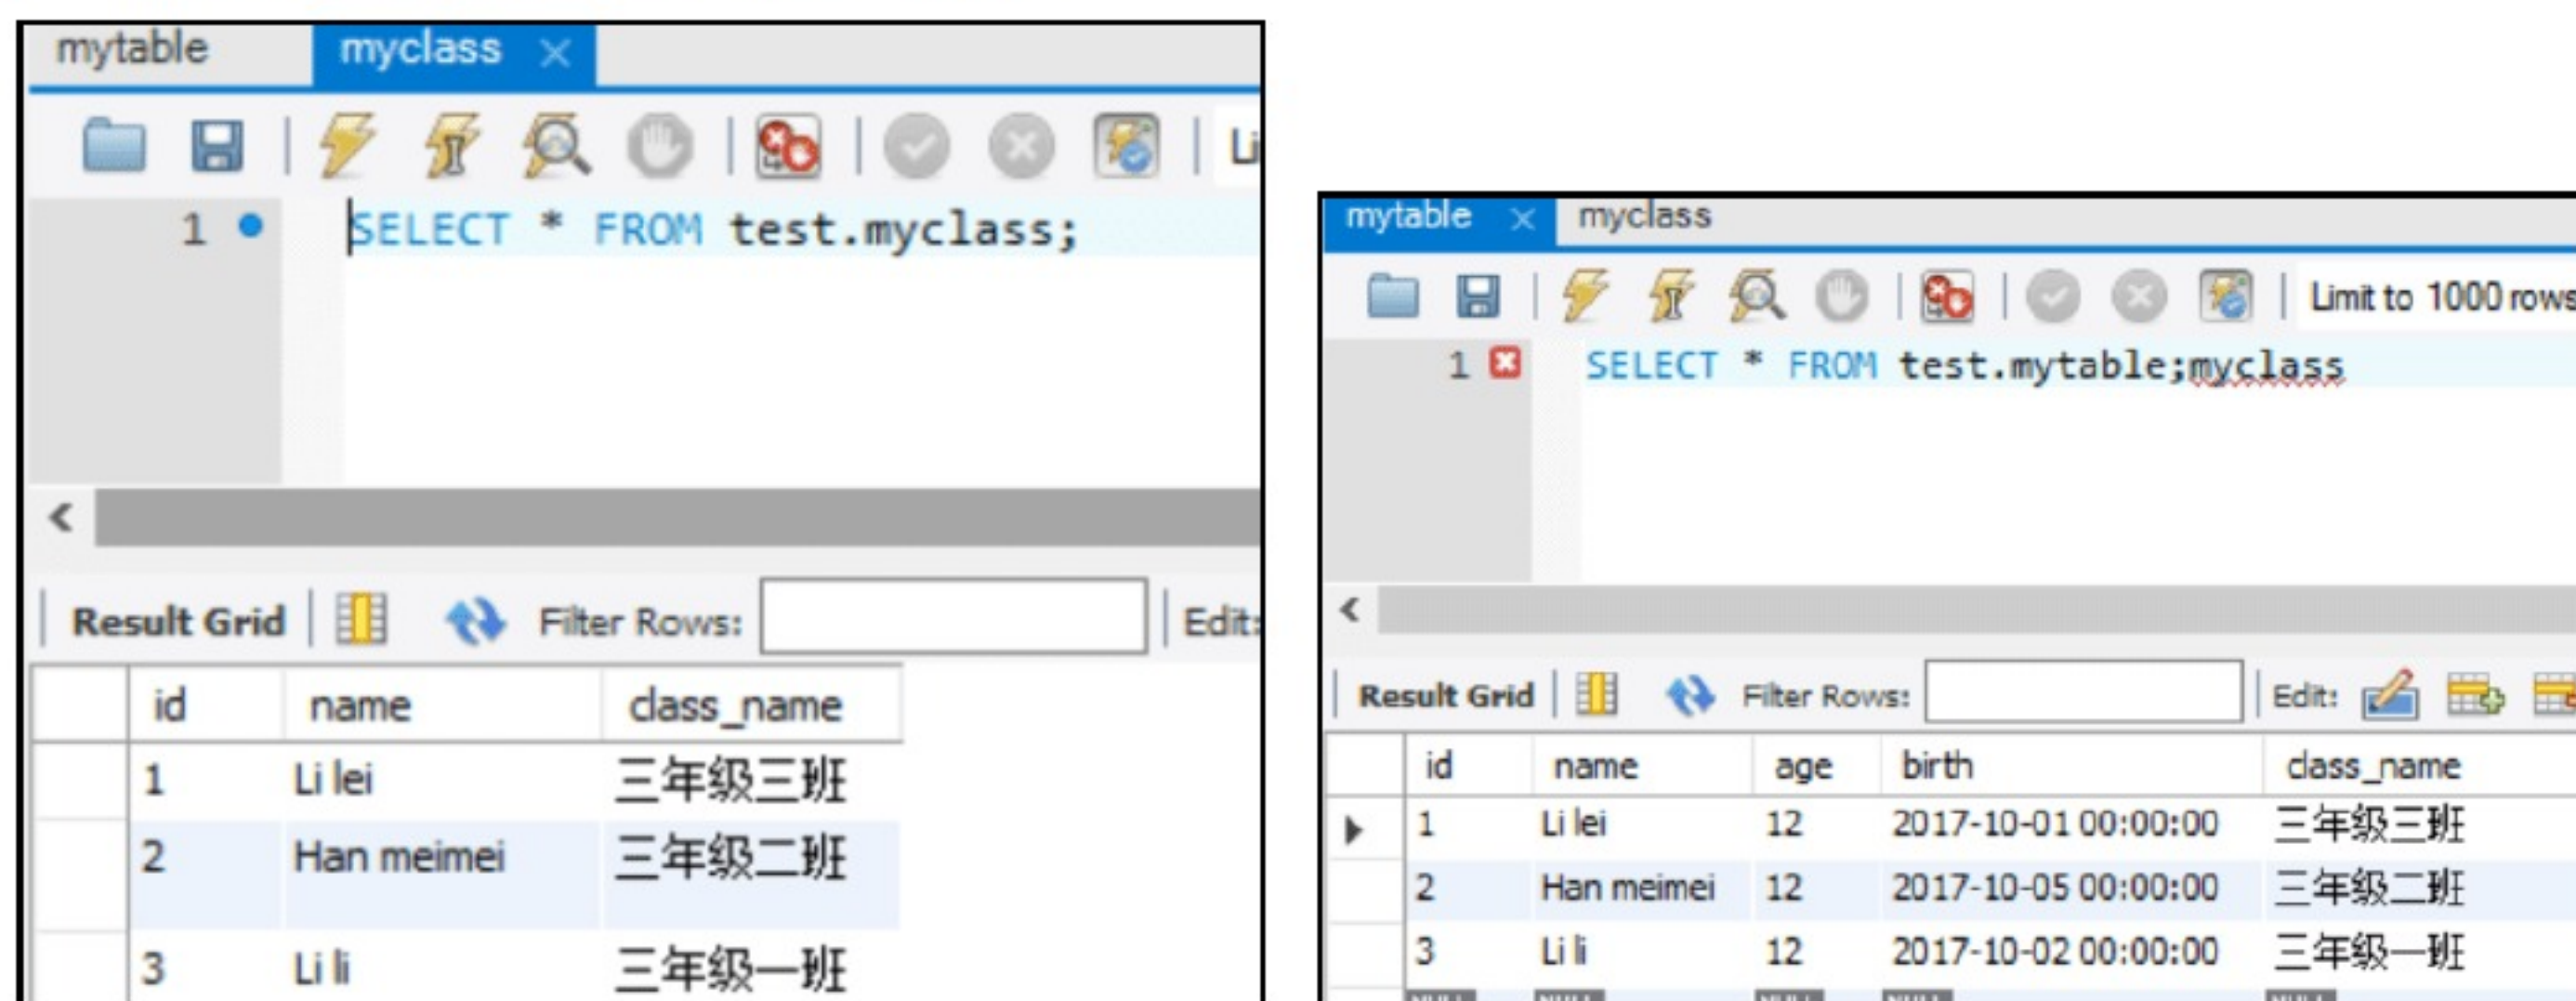 mytable myclass
Li
1 SELECT * FROM test.myclass;
Result Grid Filter Rows: Edit:
id name class_name
1 Li lei 三年级三班
2 Han meimei 三年级二班
3 Li li 三年级一班
mytable myclass
Limit to 1000 rows
1 SELECT * FROM test.mytable;myclass
Result Grid Filter Rows: Edit:
id name age birth class_name
1 Li lei 12 2017-10-01 00:00:00 三年级三班
2 Han meimei 12 2017-10-05 00:00:00 三年级二班
3 Li li 12 2017-10-02 00:00:00 三年级一班